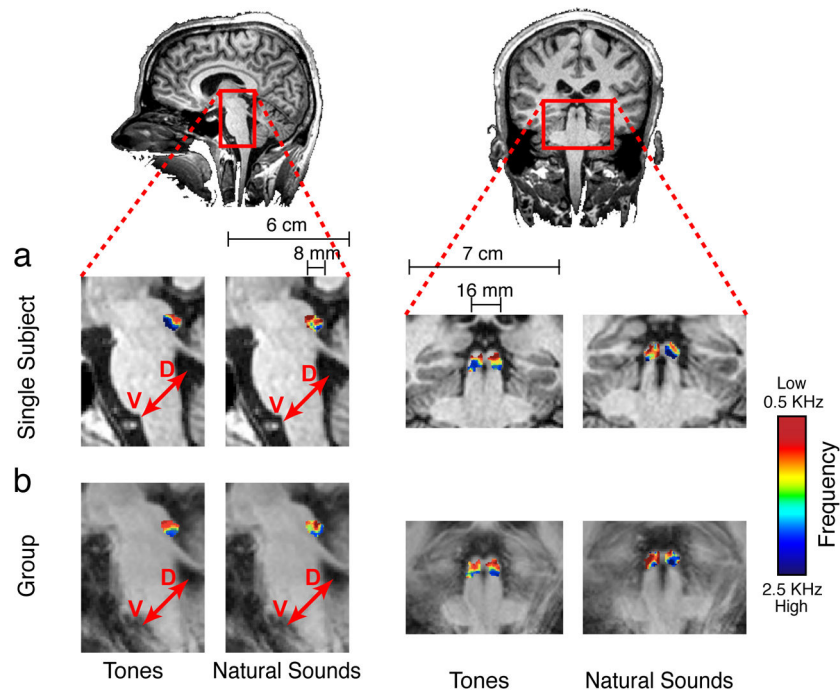 6 cm
8 mm
7 cm
16 mm
a
Single Subject
D
V
D
V
Low
0.5 KHz
Frequency
2.5 KHz
High
b
Group
D
V
D
V
Tones
Natural Sounds
Tones
Natural Sounds